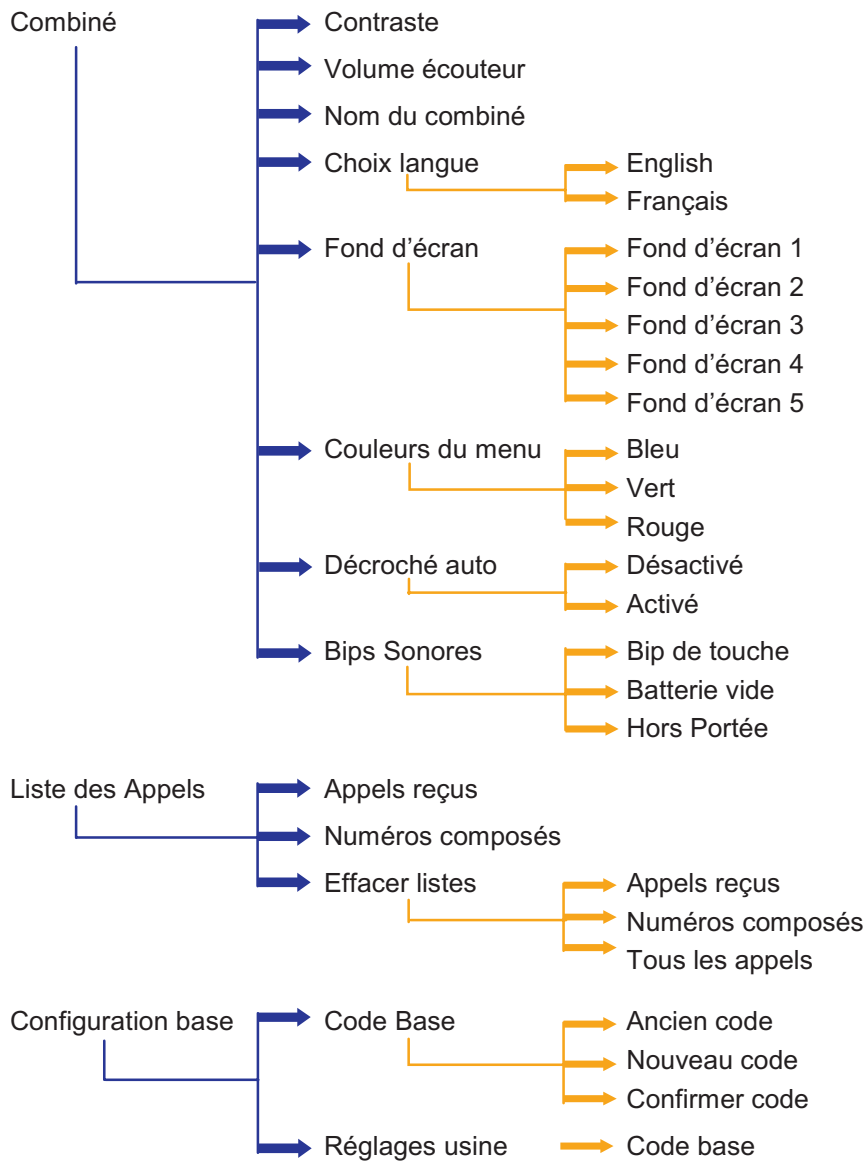 Combiné
Contraste
Volume écouteur
Nom du combiné
Choix langue
English
Français
Fond d’écran
Fond d’écran 1
Fond d’écran 2
Fond d’écran 3
Fond d’écran 4
Fond d’écran 5
Couleurs du menu
Bleu
Vert
Rouge
Décroché auto
Désactivé
Activé
Bips Sonores
Bip de touche
Batterie vide
Hors Portée
Liste des Appels
Appels reçus
Numéros composés
Effacer listes
Appels reçus
Numéros composés
Tous les appels
Configuration base
Code Base
Ancien code
Nouveau code
Confirmer code
Réglages usine
Code base